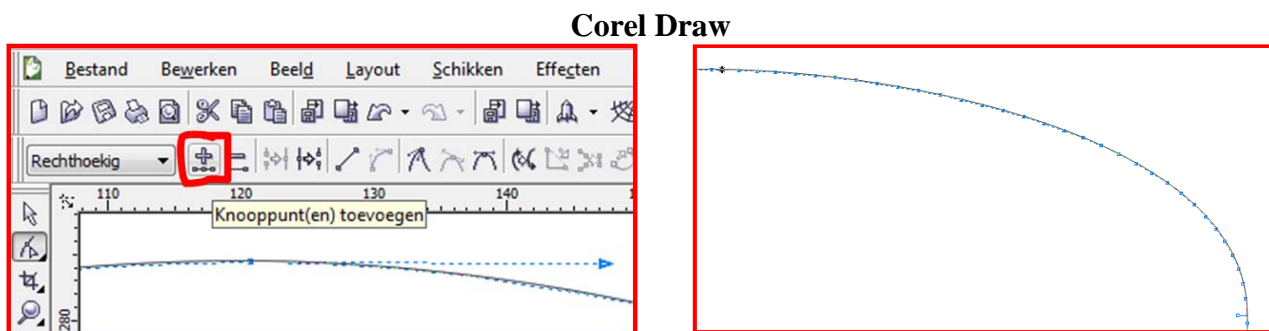 Corel Draw
Bestand Bewerken Beeld Layout Schikken Effecten
Rechthoekig
110 120 130 140
Knooppunt(en) toevoegen
280